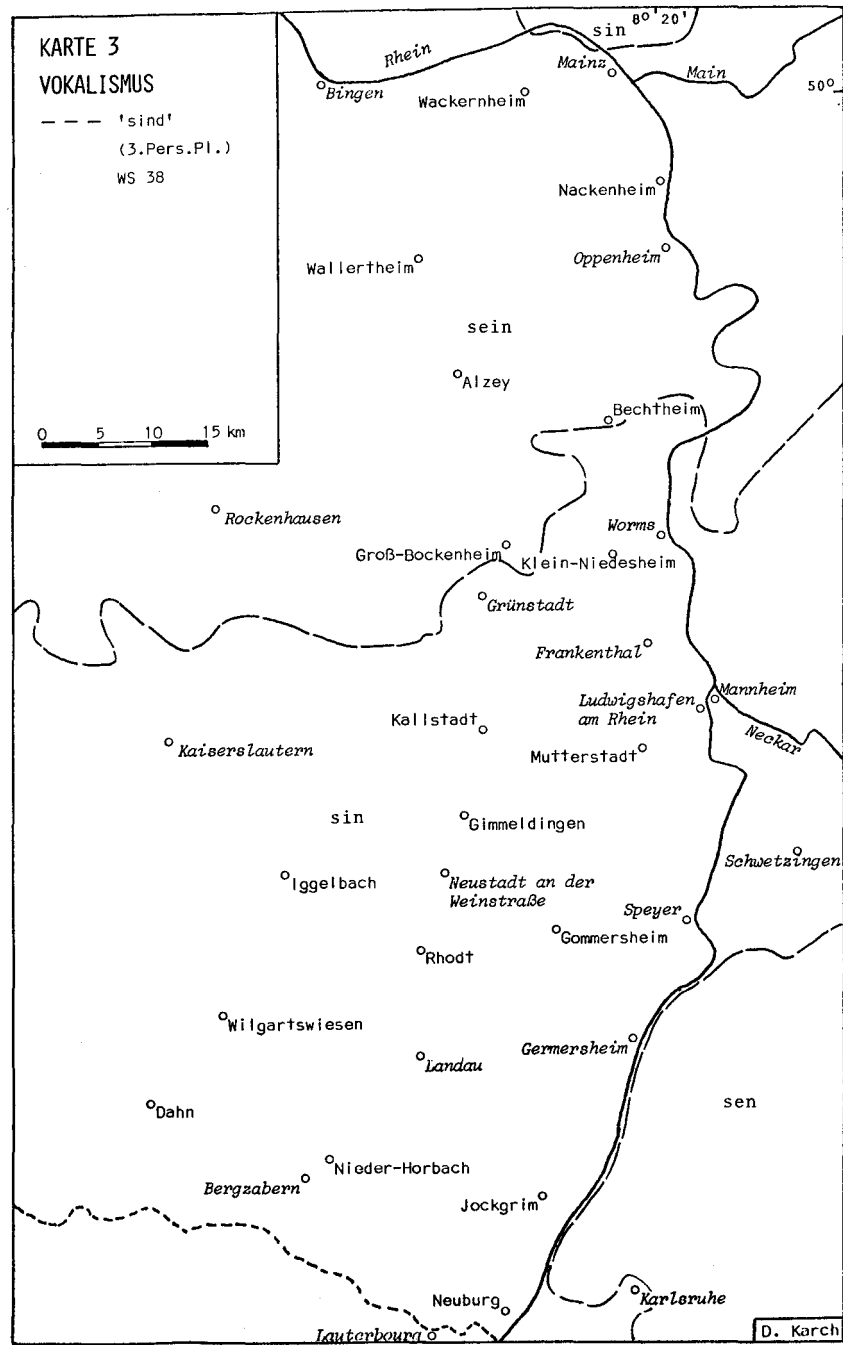 KARTE 3
VOKALISMUS
--- 'sind'
(3.Pers.Pl.)
WS 38
0 5 10 15 km
sin 8° 20'
Rhein
Mainz
Main
Bingen
50°
Wackernheim
Nackenheim
Wallertheim
Oppenheim
sein
Alzey
Bechtheim
Rockenhausen
Worms
Groß-Bockenheim
Klein-Niedesheim
Grünstadt
Frankenthal
Mannheim
Ludwigshafen
am Rhein
Kallstadt
Neckar
Kaiserslautern
Mutterstadt
sin
Gimmeldingen
Schwetzingen
Iggelbach
Neustadt an der
Weinstraße
Speyer
Gommersheim
Rhodt
Wilgartswiesen
Germersheim
Landau
sen
Dahn
Nieder-Horbach
Bergzabern
Jockgrim
Karlsruhe
Neuburg
Lauterbourg
D. Karch